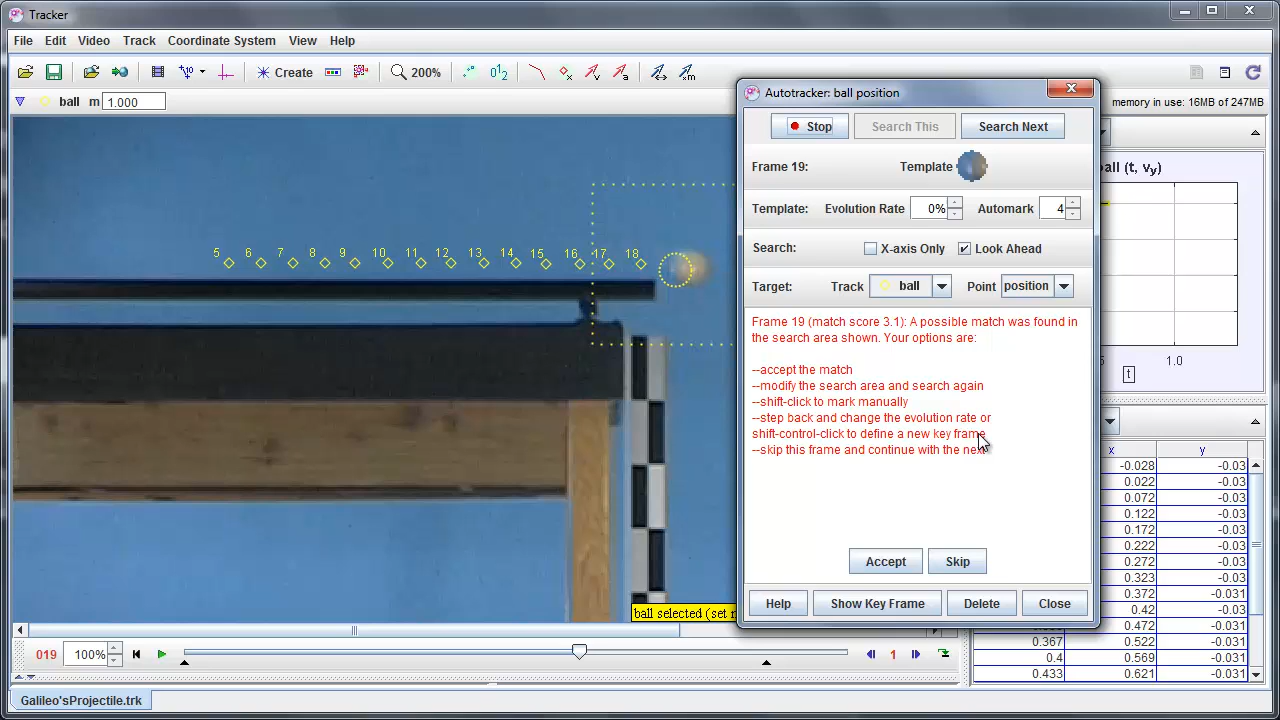 Tracker
File Edit Video Track Coordinate System View Help
Create 200%
ball m 1.000
memory in use: 16MB of 247MB
Autotracker: ball position
Stop Search This Search Next
Frame 19: Template
Template: Evolution Rate 0% Automark 4
Search: X-axis Only Look Ahead
Target: Track ball Point position
Frame 19 (match score 3.1): A possible match was found in
the search area shown. Your options are:
--accept the match
--modify the search area and search again
--shift-click to mark manually
--step back and change the evolution rate or
shift-control-click to define a new key frame
--skip this frame and continue with the next
Accept Skip
Help Show Key Frame Delete Close
5 6 7 8 9 10 11 12 13 14 15 16 17 18
ball selected (set
ball (t, vy)
1.0
t
x y
-0.028 -0.03
0.022 -0.03
0.072 -0.03
0.122 -0.03
0.172 -0.03
0.222 -0.03
0.272 -0.03
0.323 -0.03
0.372 -0.031
0.42 -0.031
0.472 -0.031
0.367 0.522 -0.031
0.4 0.569 -0.031
0.433 0.621 -0.031
019 100% 1
Galileo'sProjectile.trk